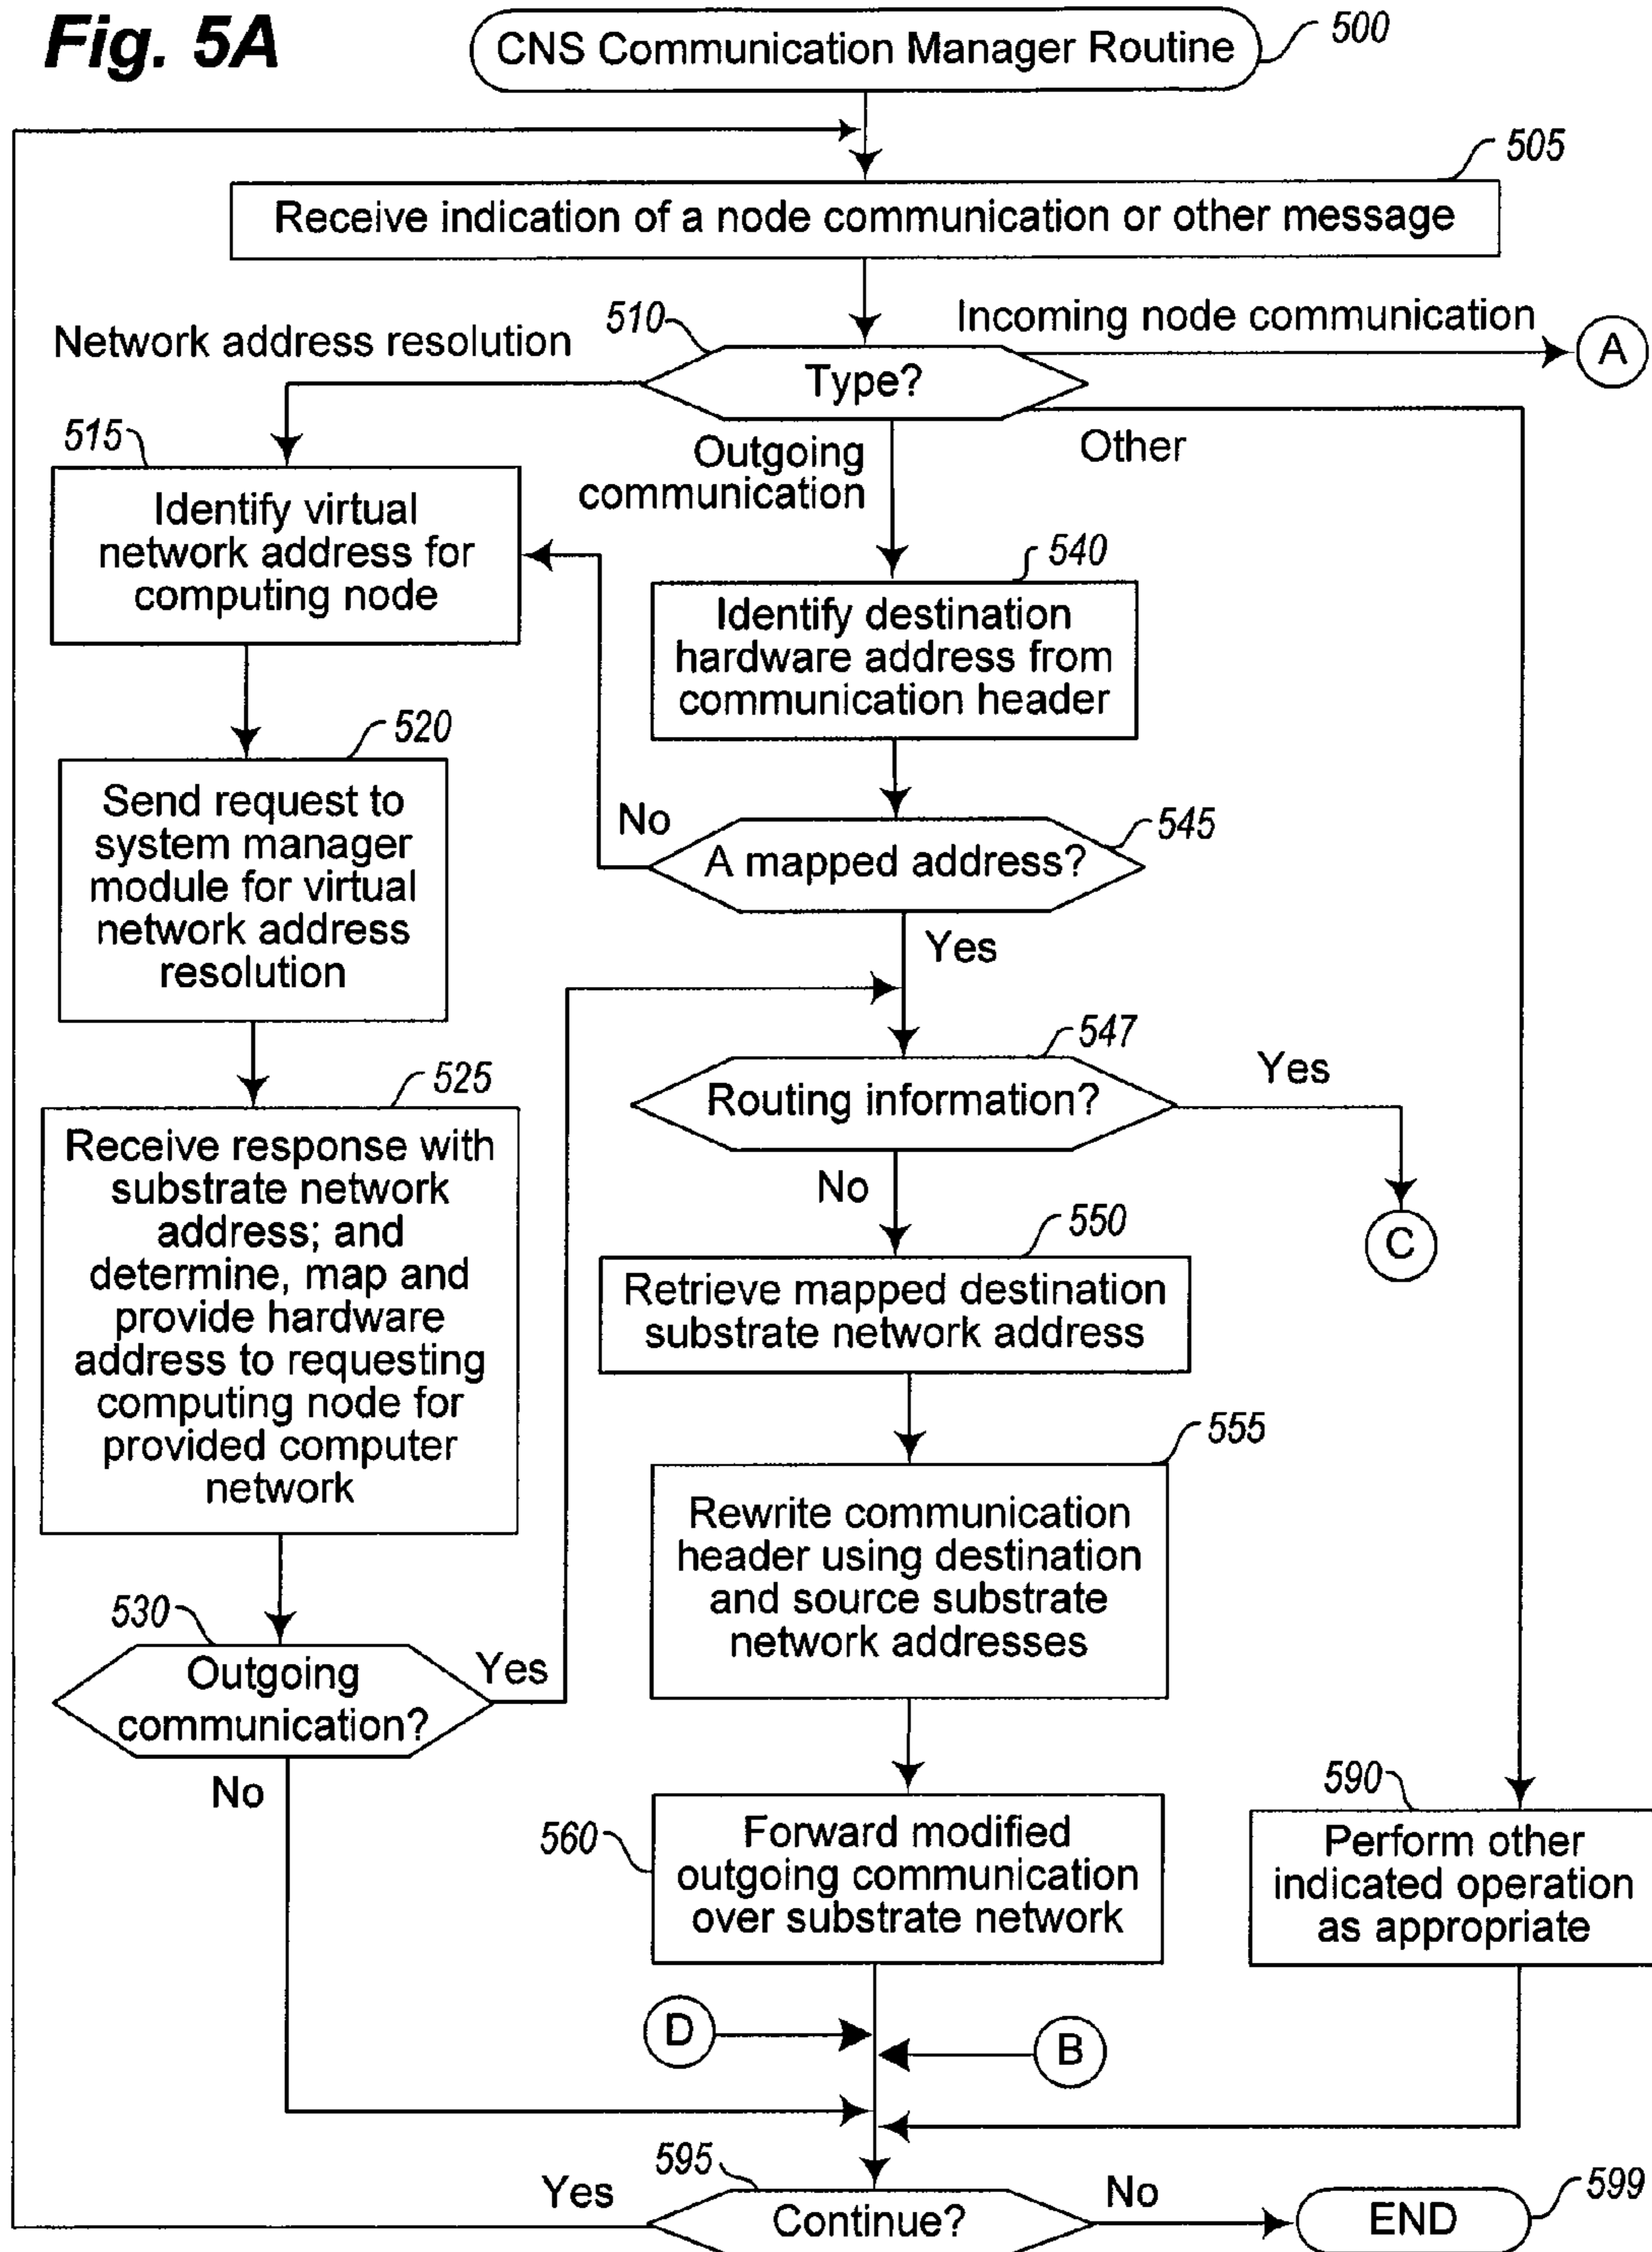 Fig. 5A
CNS Communication Manager Routine
500
505
Receive indication of a node communication or other message
510
Incoming node communication
A
Network address resolution
Type?
515
Outgoing
communication
Other
Identify virtual
network address for
computing node
540
Identify destination
hardware address from
communication header
520
Send request to
system manager
module for virtual
network address
resolution
No
545
A mapped address?
Yes
547
Routing information?
Yes
C
525
Receive response with
substrate network
address; and
determine, map and
provide hardware
address to requesting
computing node for
provided computer
network
No
550
Retrieve mapped destination
substrate network address
555
Rewrite communication
header using destination
and source substrate
network addresses
530
Outgoing
communication?
Yes
No
560
Forward modified
outgoing communication
over substrate network
590
Perform other
indicated operation
as appropriate
D
B
595
Yes
Continue?
No
END
599